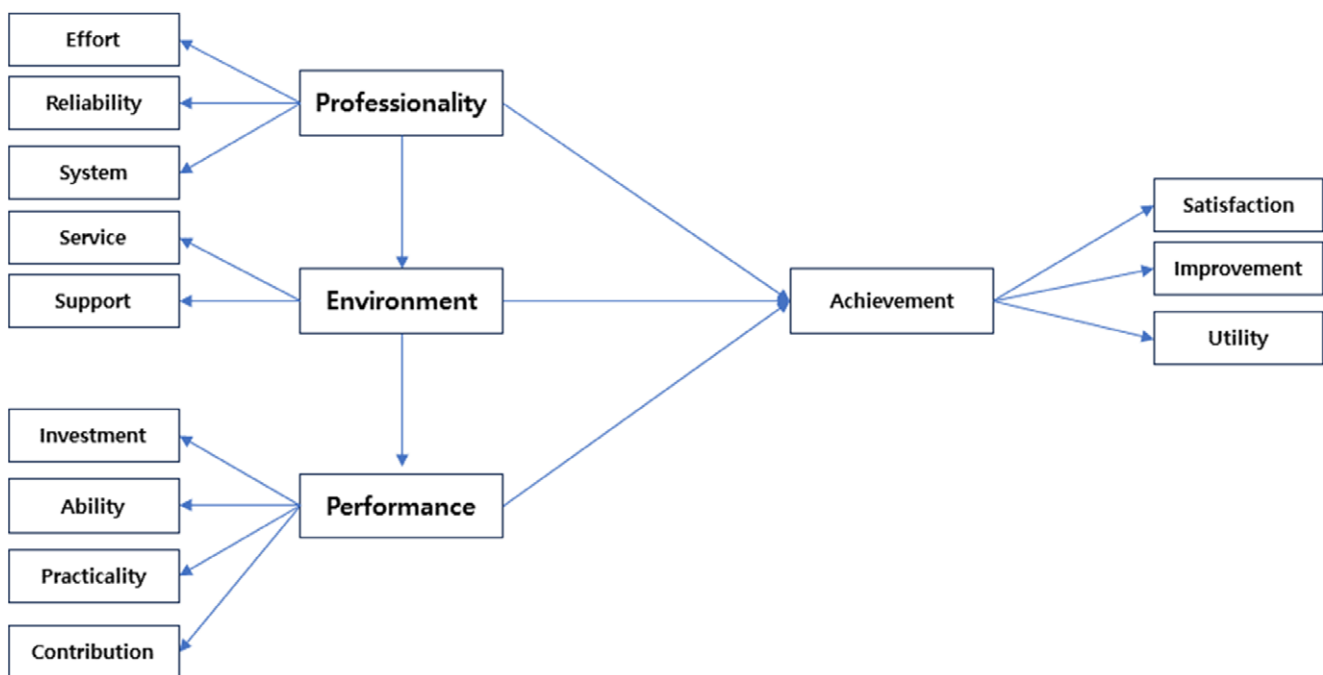 Effort
Reliability
System
Service
Support
Investment
Ability
Practicality
Contribution
Professionality
Environment
Performance
Achievement
Satisfaction
Improvement
Utility